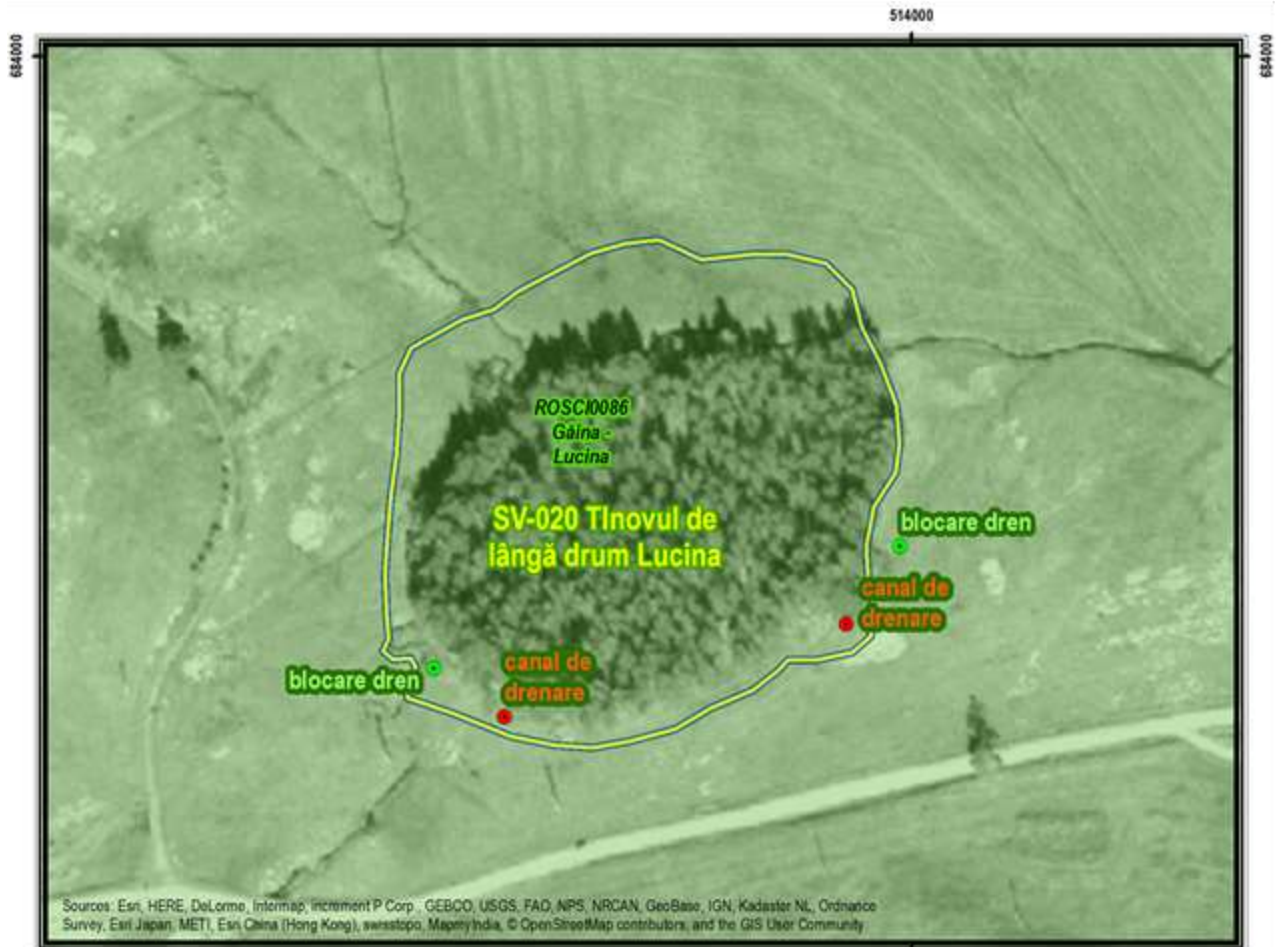 514000
684000
684000
ROSCI0086
Găina -
Lucina
SV-020 TInovul de
lângă drum Lucina
blocare dren
canal de
drenare
blocare dren
canal de
drenare
Sources: Esri, HERE, DeLorme, Intermap, increment P Corp., GEBCO, USGS, FAO, NPS, NRCAN, GeoBase, IGN, Kadaster NL, Ordnance
Survey, Esri Japan, METI, Esri China (Hong Kong), swisstopo, MapmyIndia, © OpenStreetMap contributors, and the GIS User Community